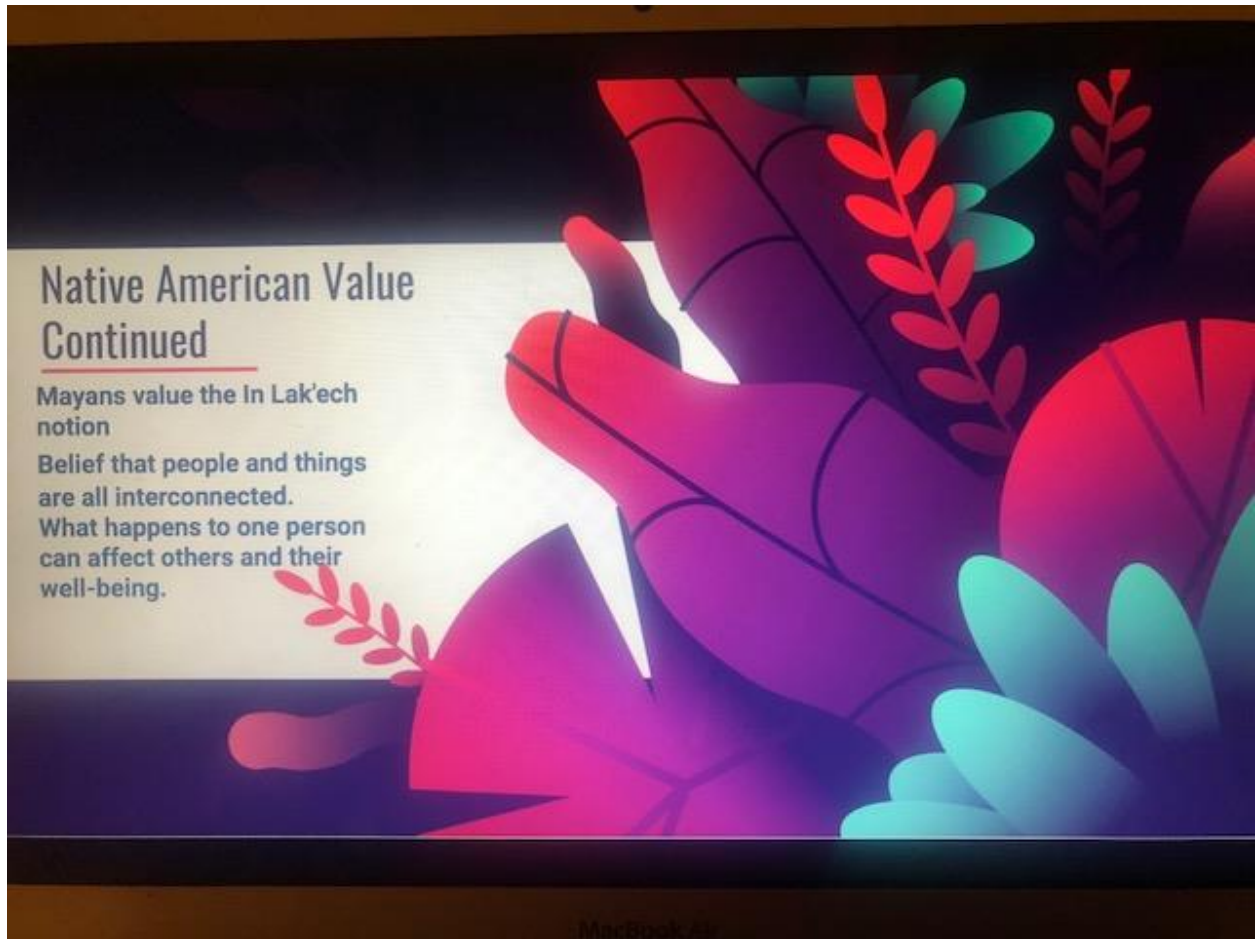 Native American Value
Continued
Mayans value the In Lak'ech
notion
Belief that people and things
are all interconnected.
What happens to one person
can affect others and their
well-being.
MacBook Air